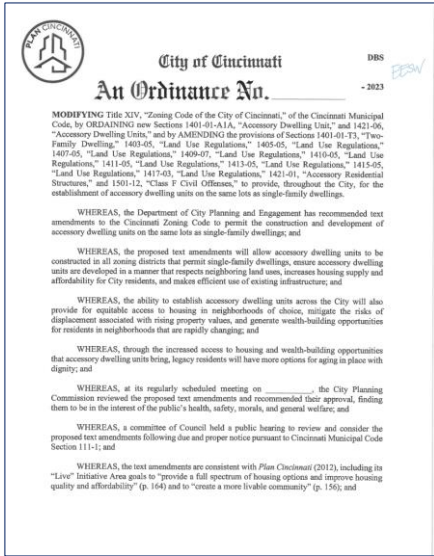 PLAN CINCINNATI
City of Cincinnati
DBS
An Ordinance No.
- 2023
MODIFYING Title XIV, "Zoning Code of the City of Cincinnati," of the Cincinnati Municipal
Code, by ORDAINING new Sections 1401-01-A1A, "Accessory Dwelling Unit," and 1421-06,
"Accessory Dwelling Units," and by AMENDING the provisions of Sections 1401-01-T3, "Two-
Family Dwelling," 1403-05, "Land Use Regulations," 1405-05, "Land Use Regulations,"
1407-05, "Land Use Regulations," 1409-07, "Land Use Regulations," 1410-05, "Land Use
Regulations," 1411-05, "Land Use Regulations," 1413-05, "Land Use Regulations," 1415-05,
"Land Use Regulations," 1417-03, "Land Use Regulations," 1421-01, "Accessory Residential
Structures," and 1501-12, "Class F Civil Offenses," to provide, throughout the City, for the
establishment of accessory dwelling units on the same lots as single-family dwellings.
WHEREAS, the Department of City Planning and Engagement has recommended text
amendments to the Cincinnati Zoning Code to permit the construction and development of
accessory dwelling units on the same lots as single-family dwellings; and
WHEREAS, the proposed text amendments will allow accessory dwelling units to be
constructed in all zoning districts that permit single-family dwellings, ensure accessory dwelling
units are developed in a manner that respects neighboring land uses, increases housing supply and
affordability for City residents, and makes efficient use of existing infrastructure; and
WHEREAS, the ability to establish accessory dwelling units across the City will also
provide for equitable access to housing in neighborhoods of choice, mitigate the risks of
displacement associated with rising property values, and generate wealth-building opportunities
for residents in neighborhoods that are rapidly changing; and
WHEREAS, through the increased access to housing and wealth-building opportunities
that accessory dwelling units bring, legacy residents will have more options for aging in place with
dignity; and
WHEREAS, at its regularly scheduled meeting on ____________, the City Planning
Commission reviewed the proposed text amendments and recommended their approval, finding
them to be in the interest of the public's health, safety, morals, and general welfare; and
WHEREAS, a committee of Council held a public hearing to review and consider the
proposed text amendments following due and proper notice pursuant to Cincinnati Municipal Code
Section 111-1; and
WHEREAS, the text amendments are consistent with Plan Cincinnati (2012), including its
"Live" Initiative Area goals to "provide a full spectrum of housing options and improve housing
quality and affordability" (p. 164) and to "create a more livable community" (p. 156); and